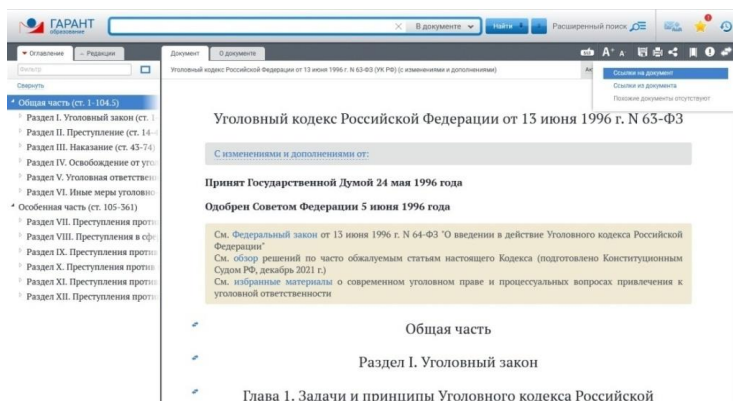 ГАРАНТ
образование
В документе
Найти
Расширенный поиск
Оглавление
Редакции
Документ
О документе
A+ A-
Фильтр
Уголовный кодекс Российской Федерации от 13 июня 1996 г. N 63-ФЗ (УК РФ) (с изменениями и дополнениями)
Ссылки на документ
Ссылки из документа
Похожие документы отсутствуют
Свернуть
Общая часть (ст. 1-104.5)
Раздел I. Уголовный закон (ст. 1-
Раздел II. Преступление (ст. 14-
Раздел III. Наказание (ст. 43-74)
Раздел IV. Освобождение от угол
Раздел V. Уголовная ответствен
Раздел VI. Иные меры уголовно-
Особенная часть (ст. 105-361)
Раздел VII. Преступления проти
Раздел VIII. Преступления в сфе
Раздел IX. Преступления против
Раздел X. Преступления против
Раздел XI. Преступления проти
Раздел XII. Преступления проти
Уголовный кодекс Российской Федерации от 13 июня 1996 г. N 63-ФЗ
С изменениями и дополнениями от:
Принят Государственной Думой 24 мая 1996 года
Одобрен Советом Федерации 5 июня 1996 года
См. Федеральный закон от 13 июня 1996 г. N 64-ФЗ "О введении в действие Уголовного кодекса Российской
Федерации"
См. обзор решений по часто обжалуемым статьям настоящего Кодекса (подготовлено Конституционным
Судом РФ, декабрь 2021 г.)
См. избранные материалы о современном уголовном праве и процессуальных вопросах привлечения к
уголовной ответственности
Общая часть
Раздел I. Уголовный закон
Глава 1. Задачи и принципы Уголовного кодекса Российской